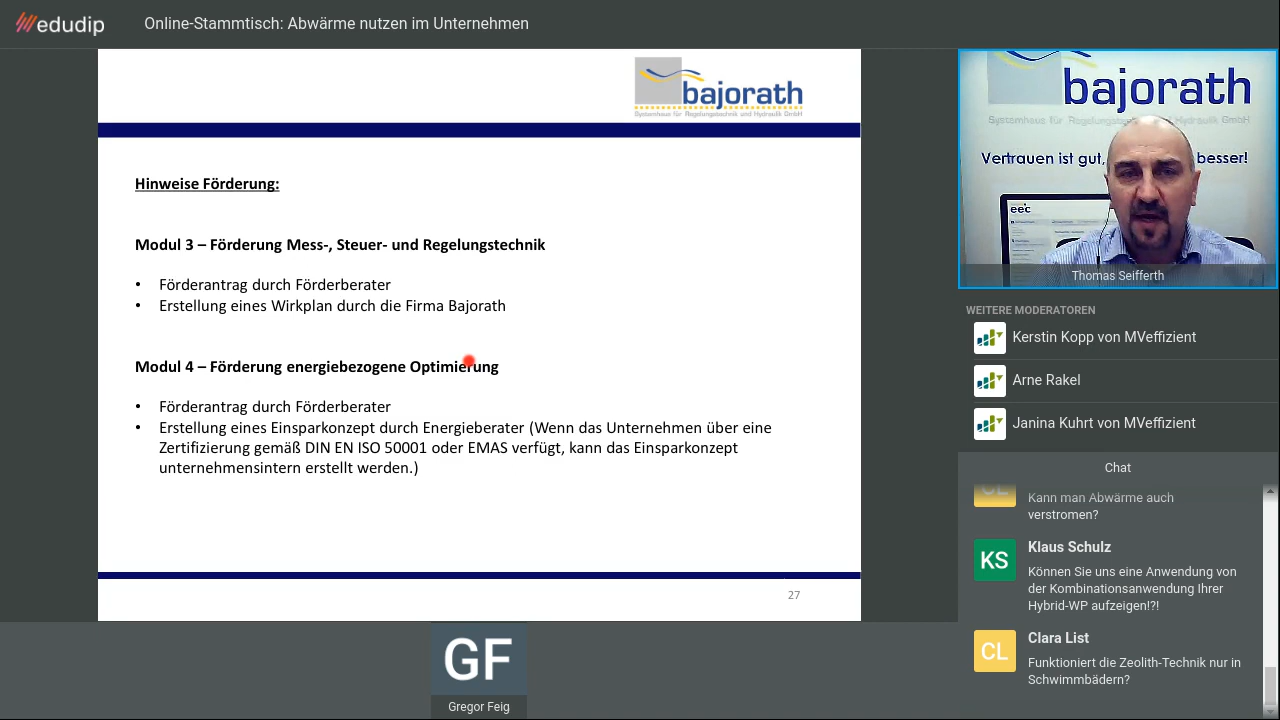 edudip
Online-Stammtisch: Abwärme nutzen im Unternehmen
bajorath
Systemhaus für Regelungstechnik und Hydraulik GmbH
Hinweise Förderung:
Modul 3 – Förderung Mess-, Steuer- und Regelungstechnik
• Förderantrag durch Förderberater
• Erstellung eines Wirkplan durch die Firma Bajorath
Modul 4 – Förderung energiebezogene Optimierung
• Förderantrag durch Förderberater
• Erstellung eines Einsparkonzept durch Energieberater (Wenn das Unternehmen über eine
Zertifizierung gemäß DIN EN ISO 50001 oder EMAS verfügt, kann das Einsparkonzept
unternehmensintern erstellt werden.)
27
bajorath
Systemhaus für Regelungstechnik und Hydraulik GmbH
Vertrauen ist gut, besser!
eec
Thomas Seifferth
WEITERE MODERATOREN
Kerstin Kopp von MVeffizient
Arne Rakel
Janina Kuhrt von MVeffizient
Chat
CL
Kann man Abwärme auch
verstromen?
KS
Klaus Schulz
Können Sie uns eine Anwendung von
der Kombinationsanwendung Ihrer
Hybrid-WP aufzeigen!?!
CL
Clara List
Funktioniert die Zeolith-Technik nur in
Schwimmbädern?
GF
Gregor Feig